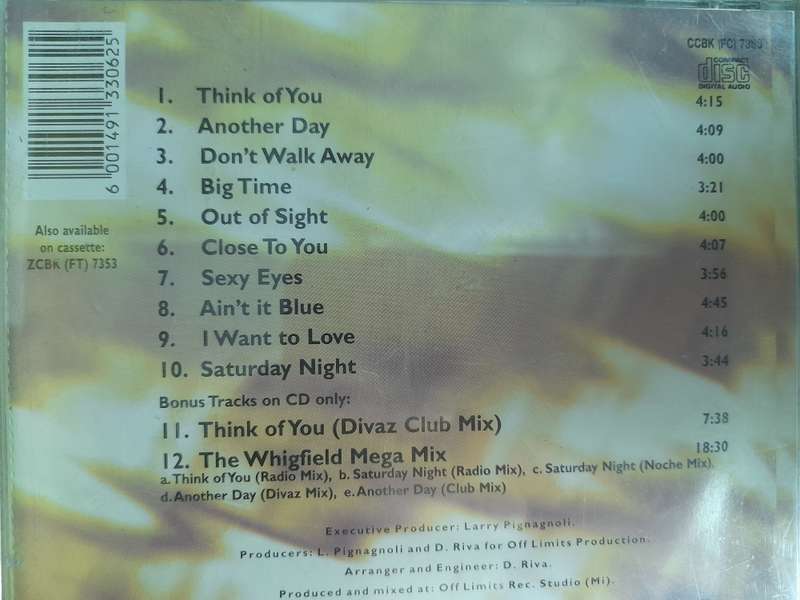 CCBK (FC)
COMPACT
disc
DIGITAL AUDIO
6 001491 330625
Also available
on cassette:
ZCBK (FT) 7353
1. Think of You 4:15
2. Another Day 4:09
3. Don't Walk Away 4:00
4. Big Time 3:21
5. Out of Sight 4:00
6. Close To You 4:07
7. Sexy Eyes 3:56
8. Ain't it Blue 4:45
9. I Want to Love 4:16
10. Saturday Night 3:44
Bonus Tracks on CD only:
11. Think of You (Divaz Club Mix) 7:38
12. The Whigfield Mega Mix 18:30
a. Think of You (Radio Mix), b. Saturday Night (Radio Mix), c. Saturday Night (Noche Mix),
d. Another Day (Divaz Mix), e. Another Day (Club Mix)
Executive Producer: Larry Pignagnoli.
Producers: L. Pignagnoli and D. Riva for Off Limits Production.
Arranger and Engineer: D. Riva.
Produced and mixed at: Off Limits Rec. Studio (Mi).